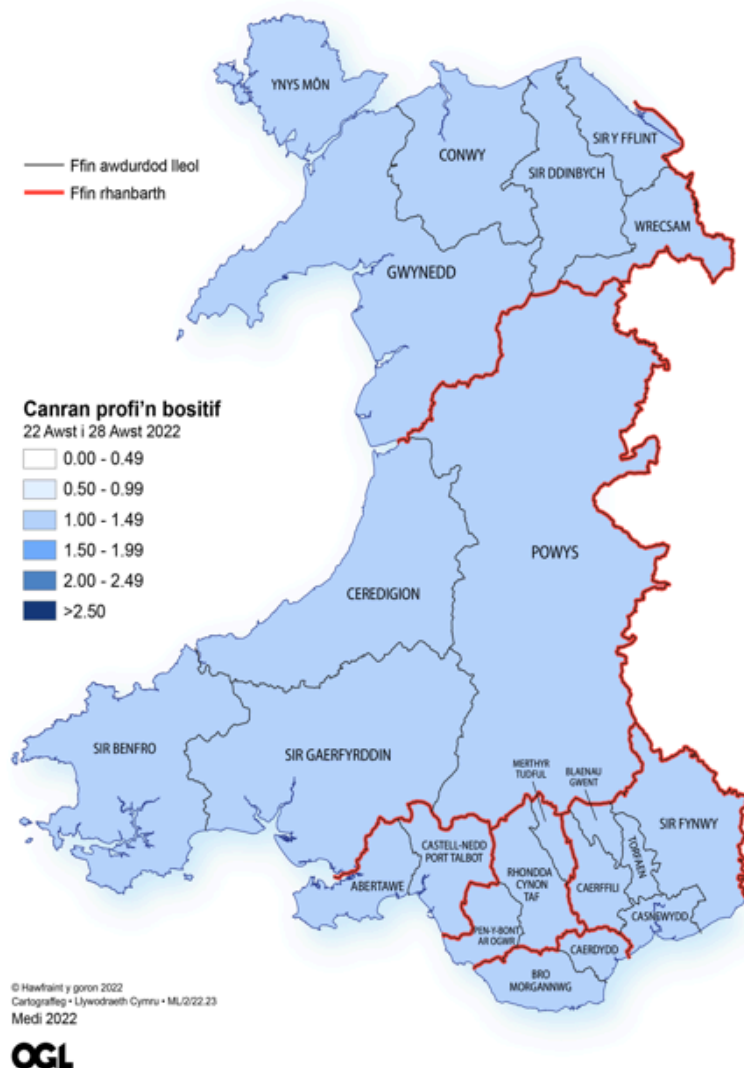 YNYS MÔN
Ffin awdurdod lleol
Ffin rhanbarth
CONWY
SIR Y FFLINT
SIR DDINBYCH
WRECSAM
GWYNEDD
Canran profi'n bositif
22 Awst i 28 Awst 2022
0.00 - 0.49
0.50 - 0.99
1.00 - 1.49
1.50 - 1.99
2.00 - 2.49
>2.50
POWYS
CEREDIGION
SIR BENFRO
SIR GAERFYRDDIN
MERTHYR
TUDFUL
BLAENAU
GWENT
SIR FYNWY
TORFAEN
CASTELL-NEDD
PORT TALBOT
ABERTAWE
RHONDDA
CYNON
TAF
CAERFFILI
CASNEWYDD
PEN-Y-BONT
AR OGWR
CAERDYDD
BRO
MORGANNWG
© Hawfraint y goron 2022
Cartograffeg • Llywodraeth Cymru • ML/2/22.23
Medi 2022
OGL